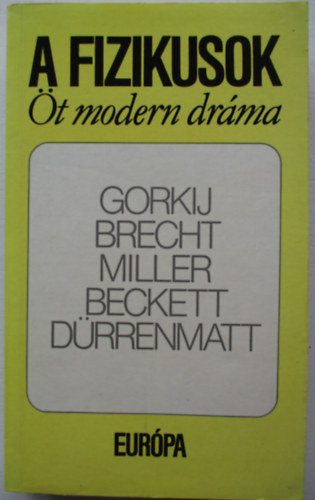 A FIZIKUSOK
Öt modern dráma
GORKIJ
BRECHT
MILLER
BECKETT
DÜRRENMATT
EURÓPA